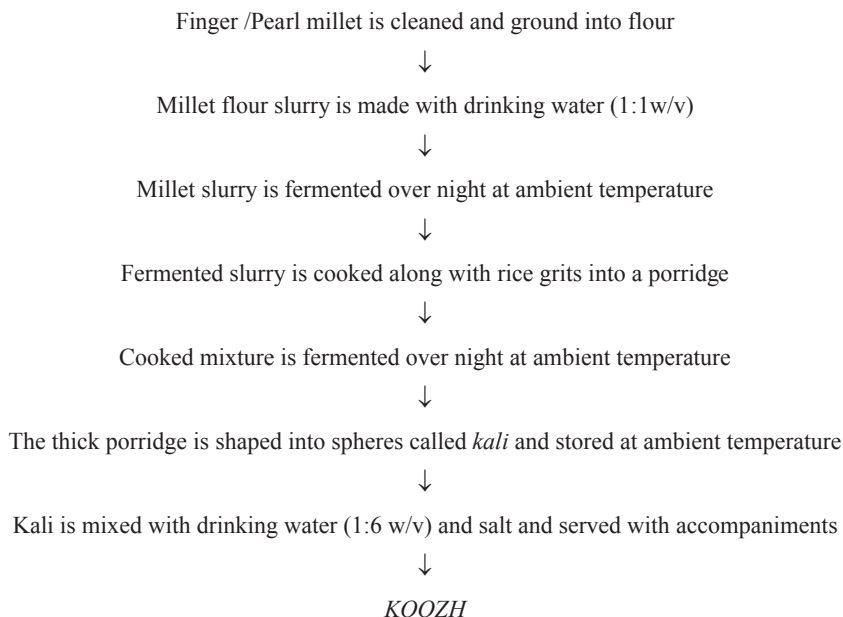 Finger /Pearl millet is cleaned and ground into flour
↓
Millet flour slurry is made with drinking water (1:1w/v)
↓
Millet slurry is fermented over night at ambient temperature
↓
Fermented slurry is cooked along with rice grits into a porridge
↓
Cooked mixture is fermented over night at ambient temperature
↓
The thick porridge is shaped into spheres called kali and stored at ambient temperature
↓
Kali is mixed with drinking water (1:6 w/v) and salt and served with accompaniments
↓
KOOZH